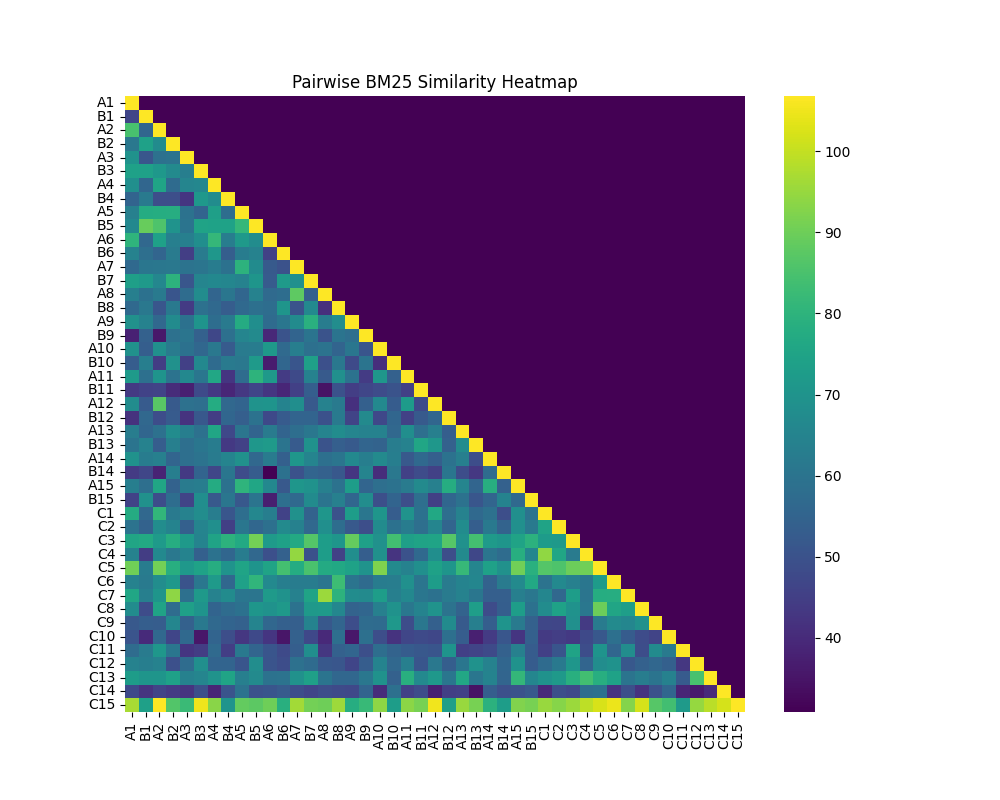 Pairwise BM25 Similarity Heatmap
A1
B1
A2
B2
A3
B3
A4
B4
A5
B5
A6
B6
A7
B7
A8
B8
A9
B9
A10
B10
A11
B11
A12
B12
A13
B13
A14
B14
A15
B15
C1
C2
C3
C4
C5
C6
C7
C8
C9
C10
C11
C12
C13
C14
C15
A1 B1 A2 B2 A3 B3 A4 B4 A5 B5 A6 B6 A7 B7 A8 B8 A9 B9 A10 B10 A11 B11 A12 B12 A13 B13 A14 B14 A15 B15 C1 C2 C3 C4 C5 C6 C7 C8 C9 C10 C11 C12 C13 C14 C15
100
90
80
70
60
50
40